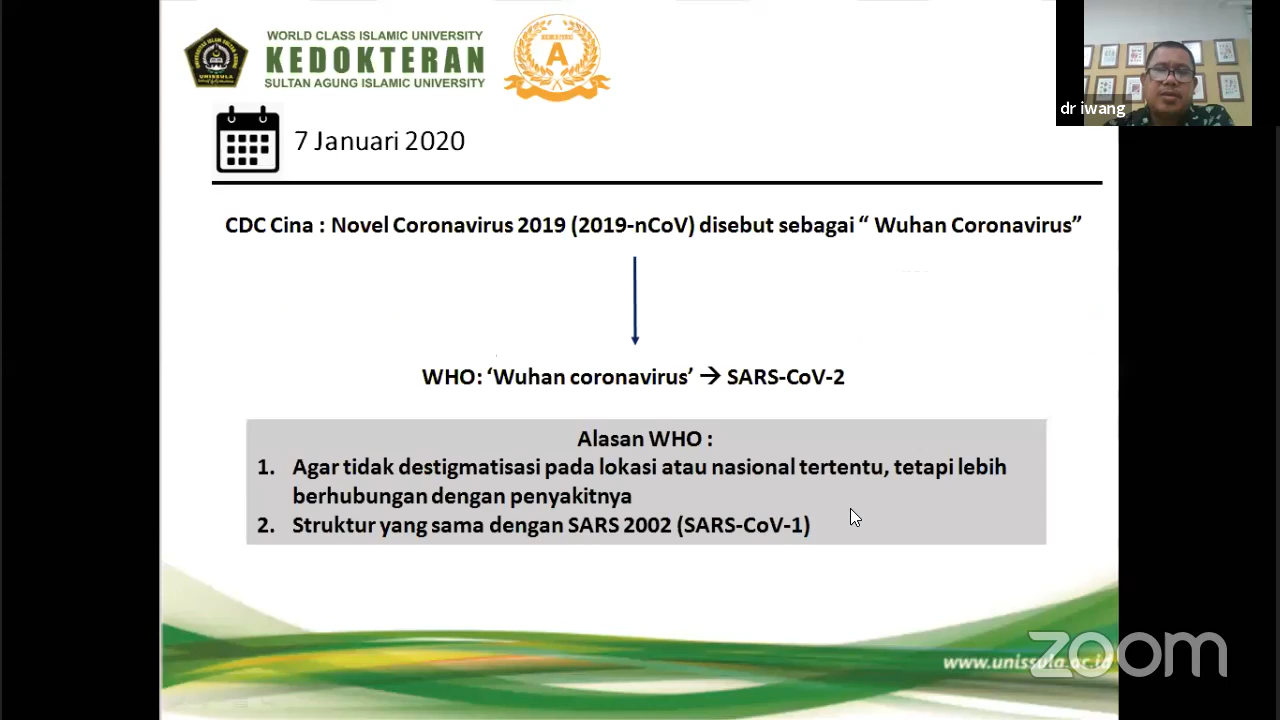 WORLD CLASS ISLAMIC UNIVERSITY
KEDOKTERAN
SULTAN AGUNG ISLAMIC UNIVERSITY
UNISSULA
A
dr iwang
7 Januari 2020
CDC Cina : Novel Coronavirus 2019 (2019-nCoV) disebut sebagai “ Wuhan Coronavirus”
WHO: ‘Wuhan coronavirus’ → SARS-CoV-2
Alasan WHO :
1. Agar tidak destigmatisasi pada lokasi atau nasional tertentu, tetapi lebih
berhubungan dengan penyakitnya
2. Struktur yang sama dengan SARS 2002 (SARS-CoV-1)
www.unissula.ac.id
zoom